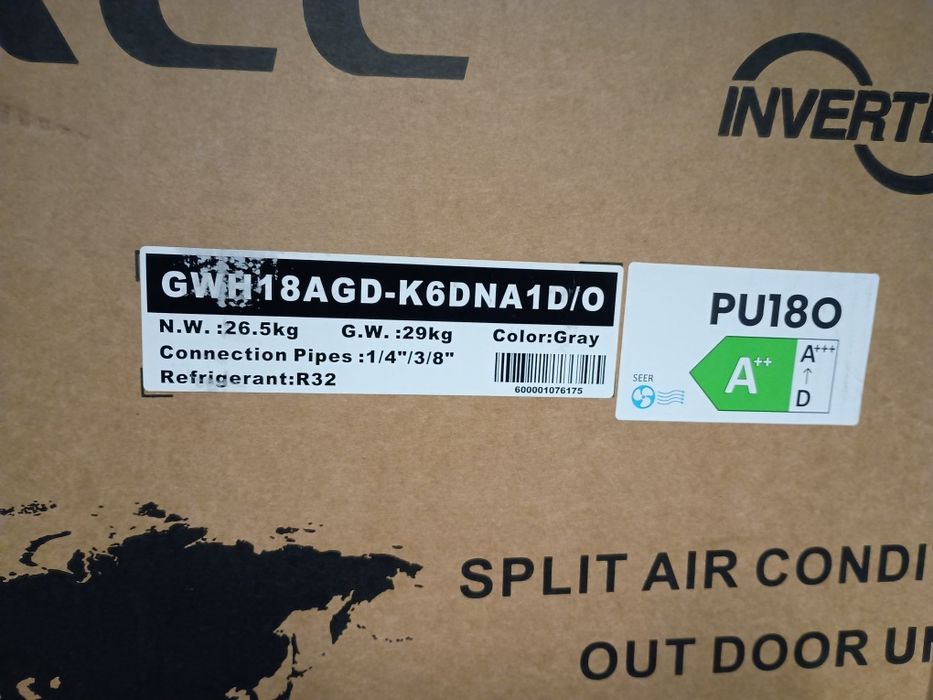 INVERTE
GWH18AGD-K6DNA1D/O
N.W. :26.5kg G.W. :29kg Color:Gray
Connection Pipes :1/4"/3/8"
Refrigerant:R32
600001076175
PU18O
SEER
A++
A+++
↑
D
SPLIT AIR CONDI
OUT DOOR UN